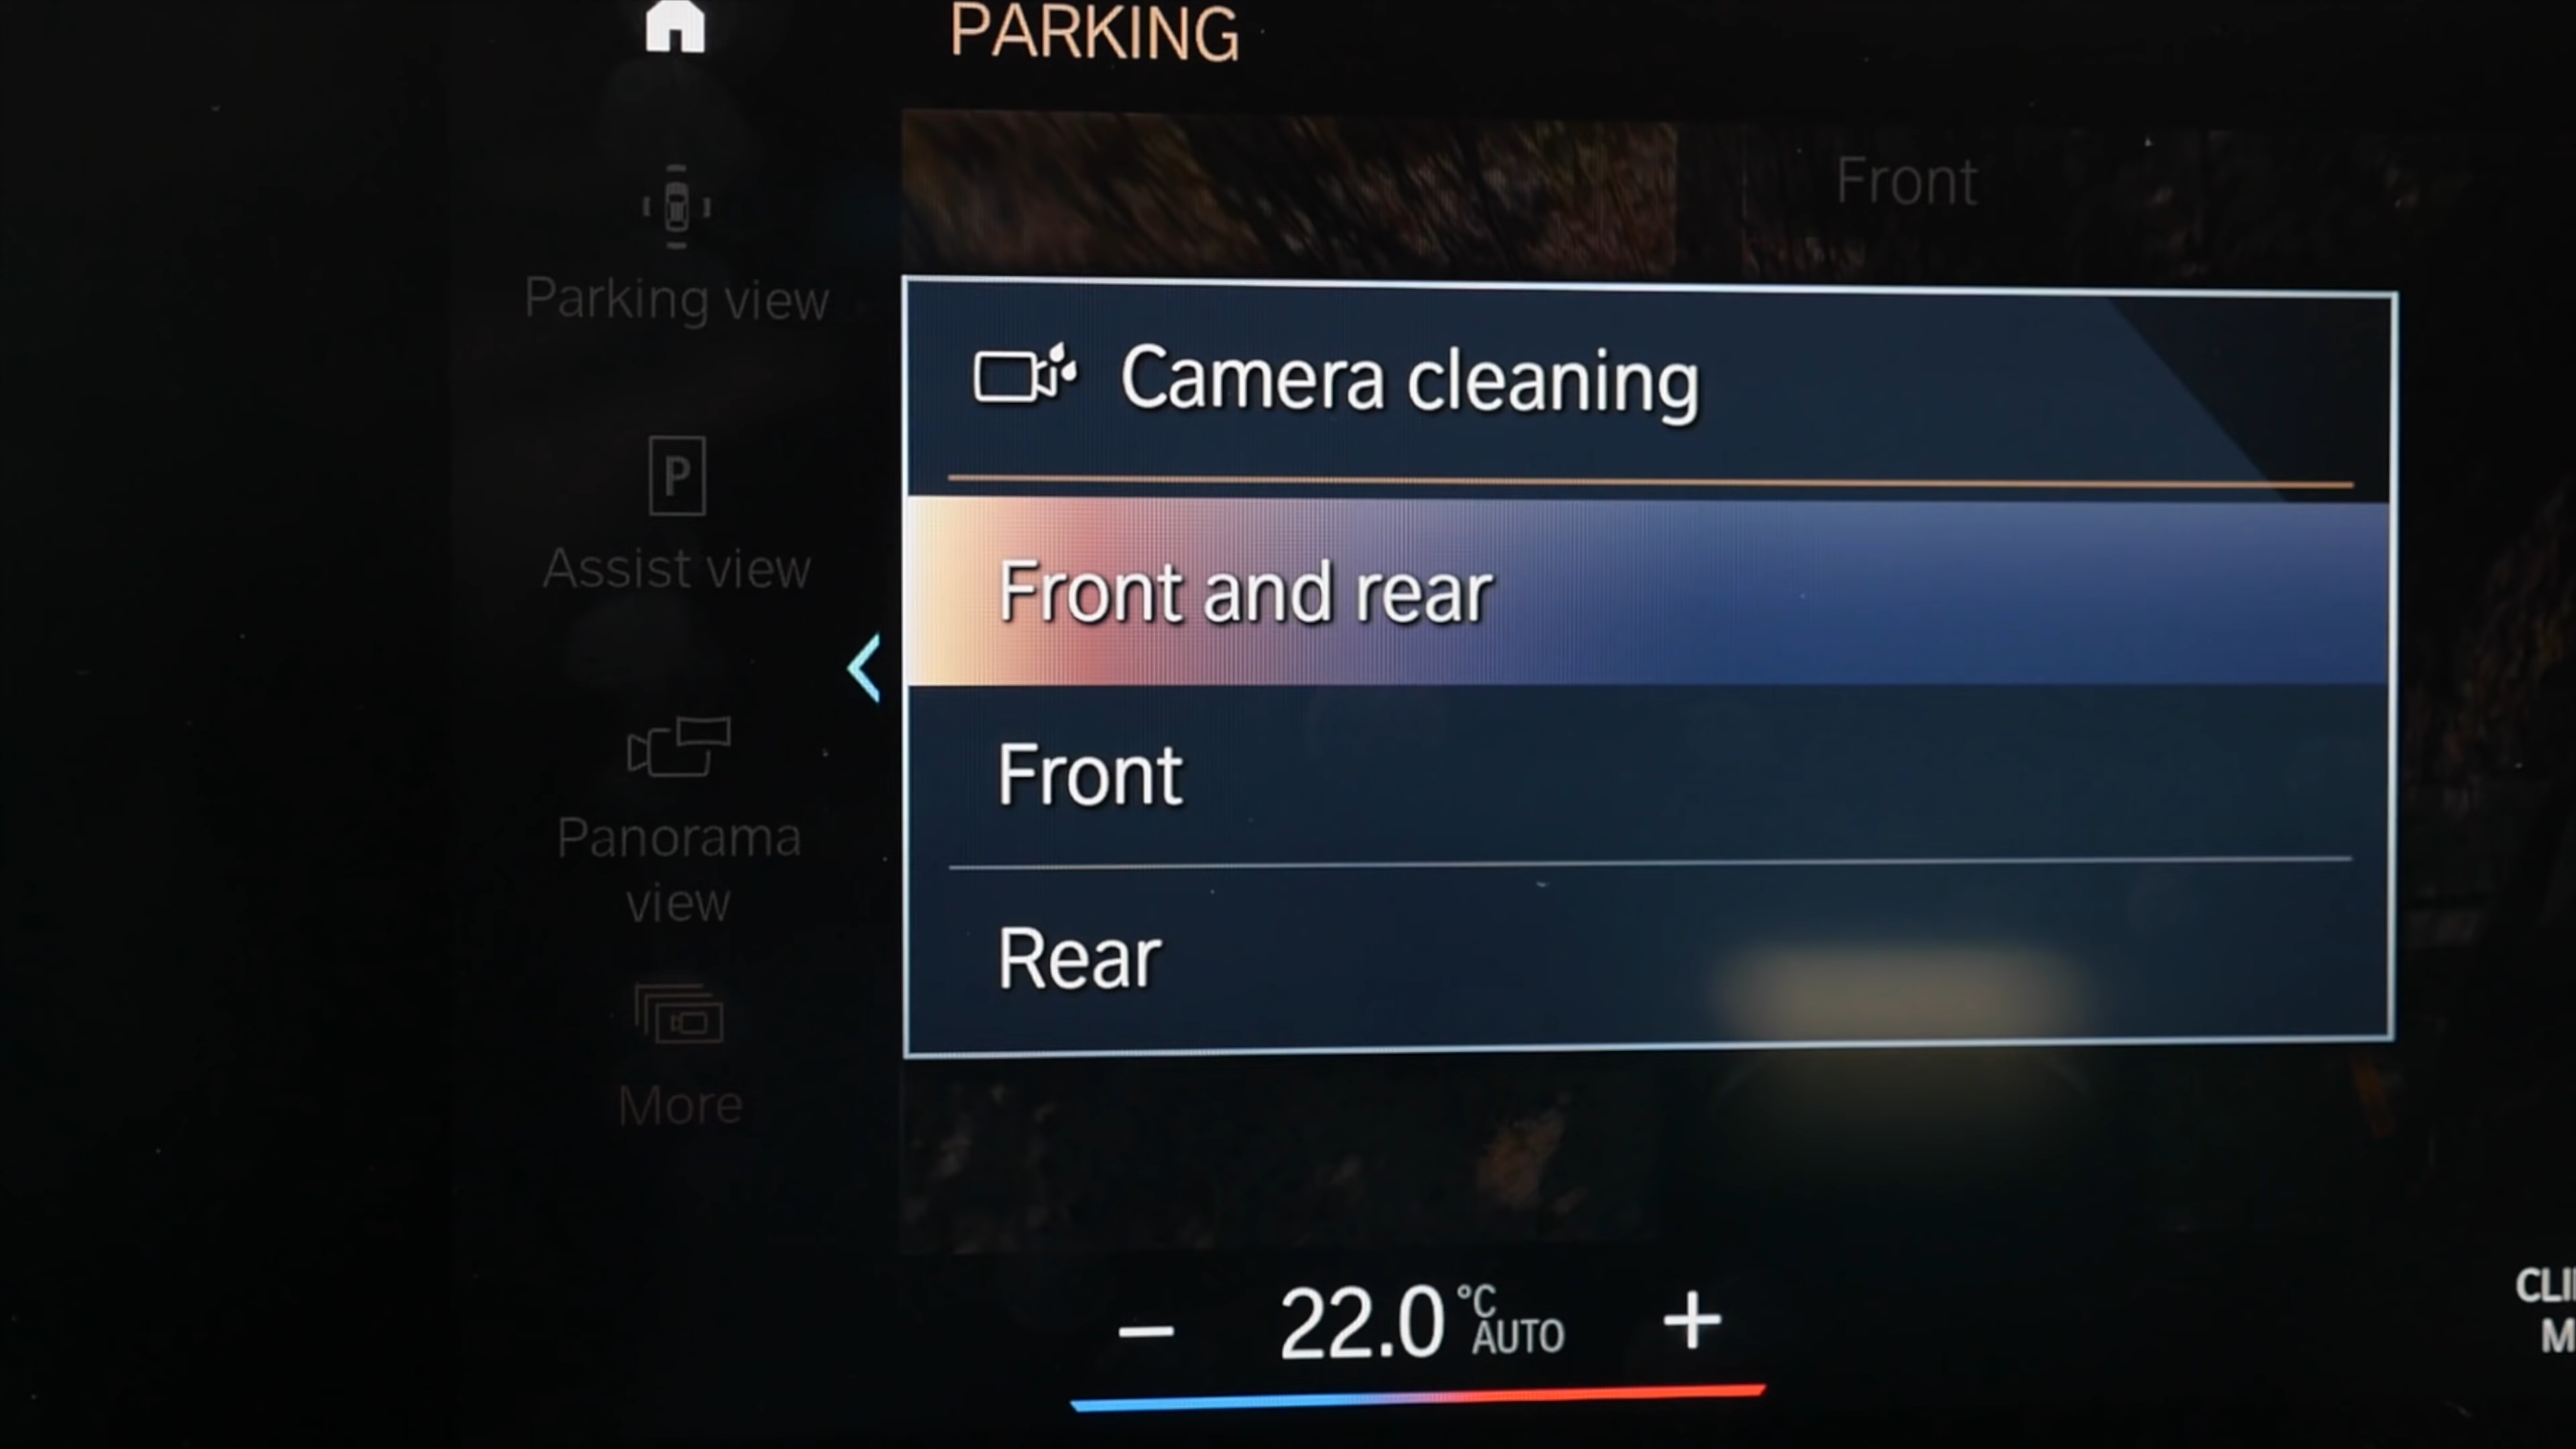 PARKING
Front
Parking view
Camera cleaning
P
Assist view
Front and rear
Front
Panorama
view
Rear
More
22.0 °C
AUTO